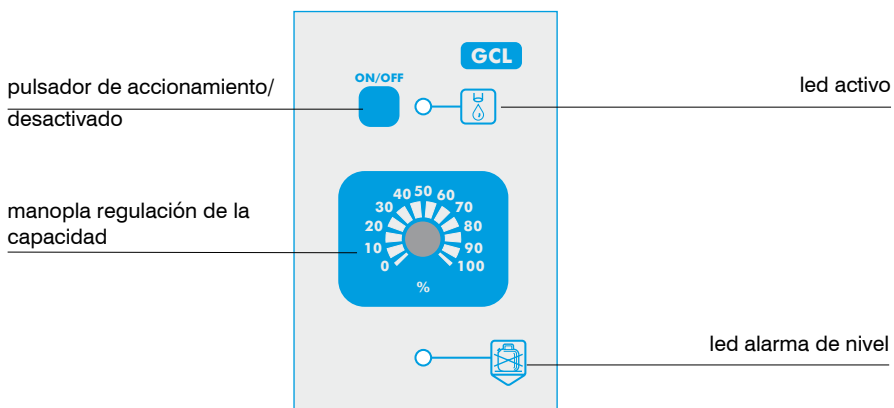 GCL
ON/OFF
pulsador de accionamiento/
desactivado
led activo
manopla regulación de la
capacidad
0
10
20
30
40
50
60
70
80
90
100
%
led alarma de nivel